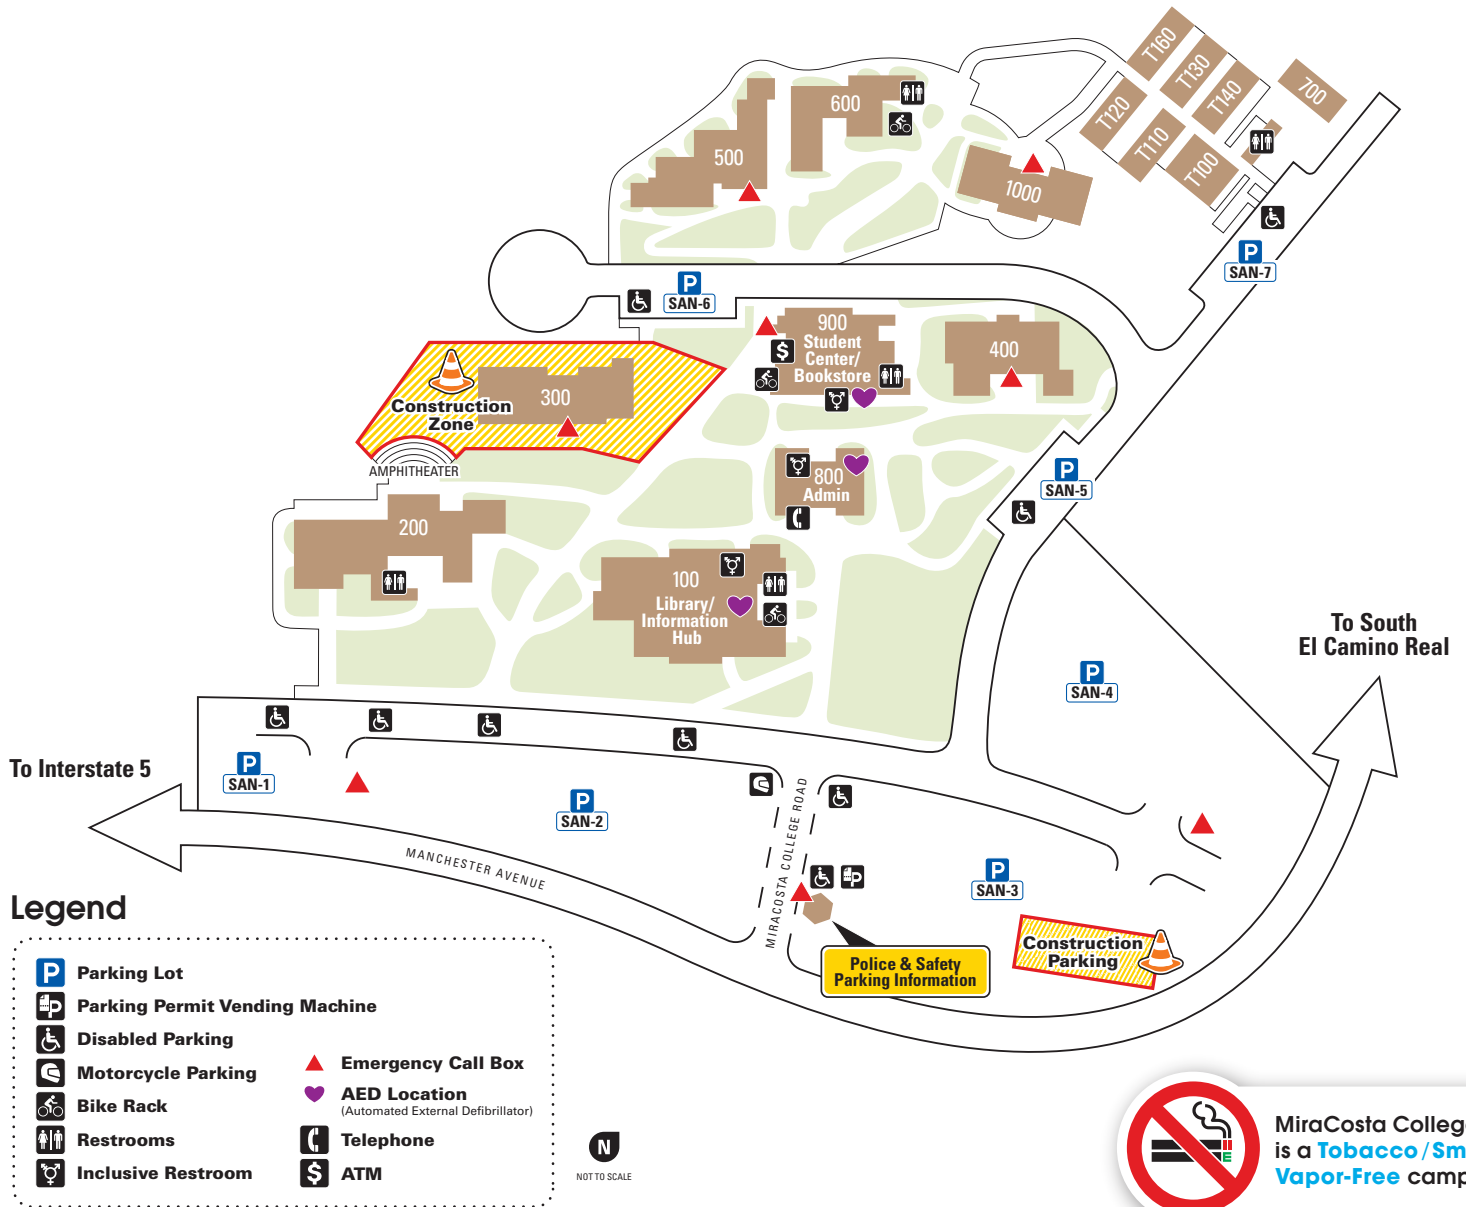 T160
T130
T140
700
T120
T110
T100
600
500
1000
P
SAN-7
P
SAN-6
900
Student
Center/
Bookstore
$
400
300
Construction
Zone
AMPHITHEATER
800
Admin
P
SAN-5
200
100
Library/
Information
Hub
To South
El Camino Real
P
SAN-4
To Interstate 5
P
SAN-1
P
SAN-2
MANCHESTER AVENUE
MIRACOSTA COLLEGE ROAD
P
P
SAN-3
Construction
Parking
Police & Safety
Parking Information
Legend
P Parking Lot
P Parking Permit Vending Machine
Disabled Parking
Motorcycle Parking
Bike Rack
Restrooms
Inclusive Restroom
Emergency Call Box
AED Location
(Automated External Defibrillator)
Telephone
$ ATM
N
NOT TO SCALE
MiraCosta College
is a Tobacco/Sm
Vapor-Free camp